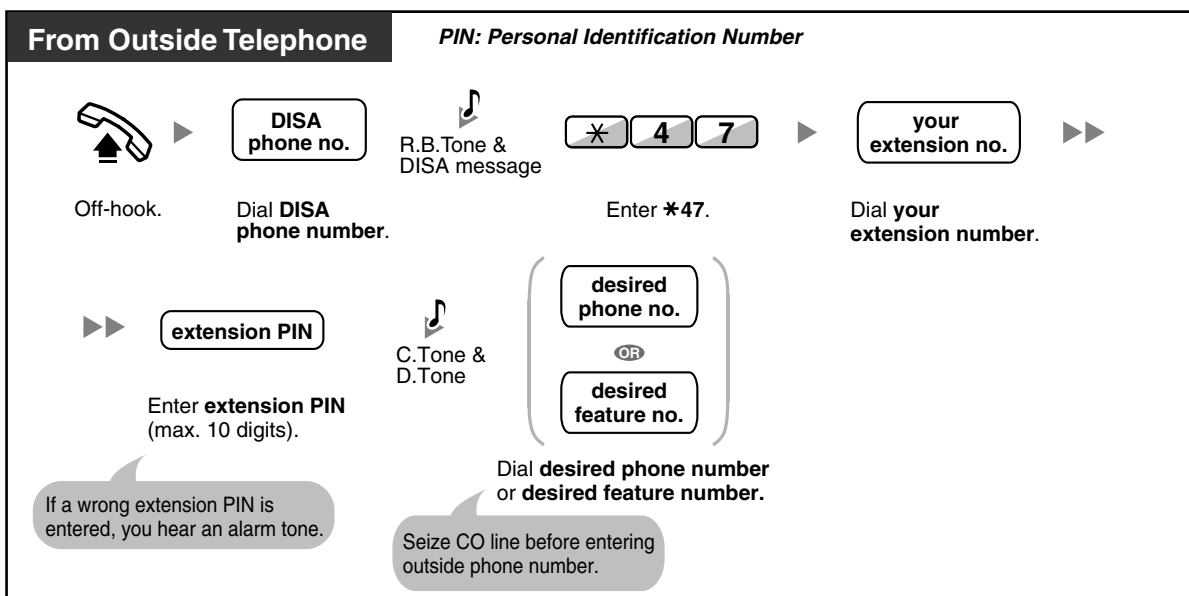 From Outside Telephone
PIN: Personal Identification Number
DISA
phone no.
R.B.Tone &
DISA message
* 4 7
your
extension no.
Off-hook.
Dial DISA
phone number.
Enter *47.
Dial your
extension number.
extension PIN
C.Tone &
D.Tone
desired
phone no.
OR
desired
feature no.
Enter extension PIN
(max. 10 digits).
Dial desired phone number
or desired feature number.
If a wrong extension PIN is
entered, you hear an alarm tone.
Seize CO line before entering
outside phone number.